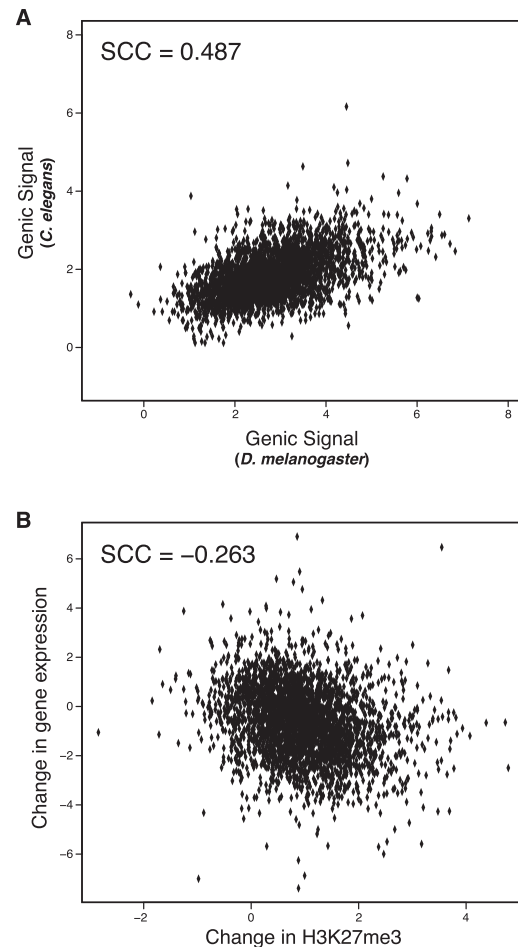 A
SCC = 0.487
8
6
4
2
0
Genic Signal
(C. elegans)
0 2 4 6 8
Genic Signal
(D. melanogaster)
B
SCC = −0.263
6
4
2
0
−2
−4
−6
Change in gene expression
−2 0 2 4
Change in H3K27me3